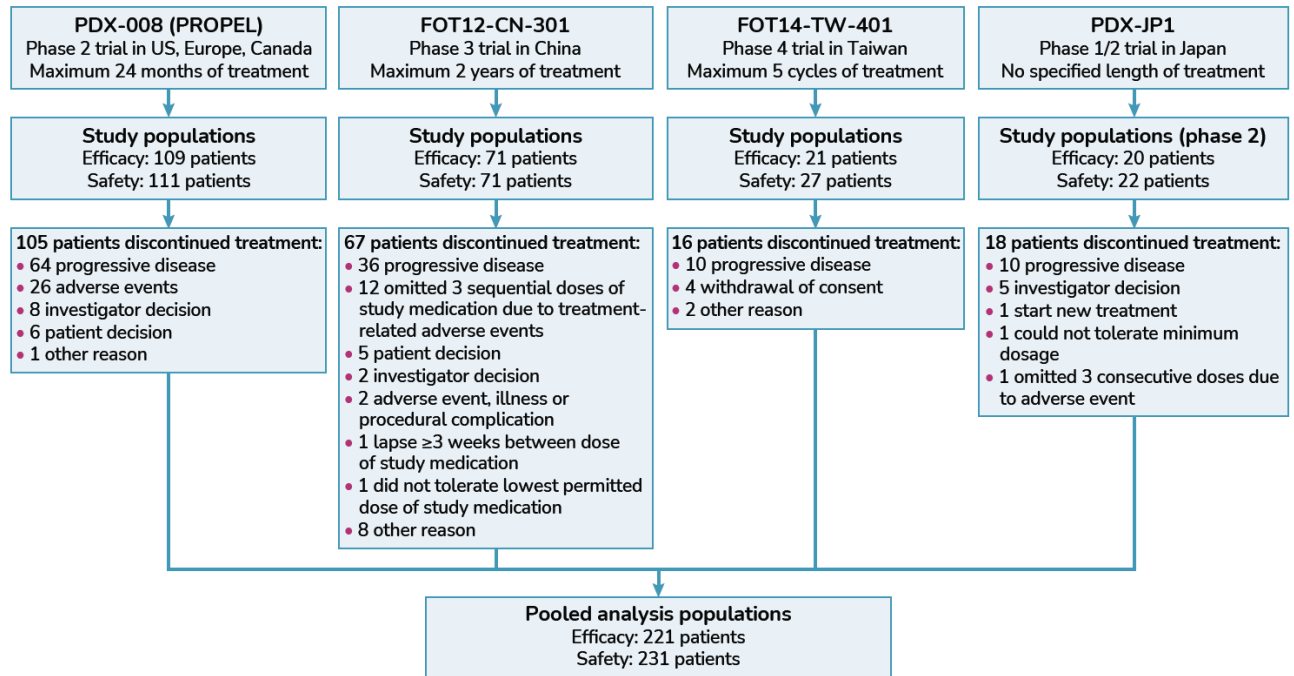 PDX-008 (PROPEL)
Phase 2 trial in US, Europe, Canada
Maximum 24 months of treatment
Study populations
Efficacy: 109 patients
Safety: 111 patients
105 patients discontinued treatment:
• 64 progressive disease
• 26 adverse events
• 8 investigator decision
• 6 patient decision
• 1 other reason
FOT12-CN-301
Phase 3 trial in China
Maximum 2 years of treatment
Study populations
Efficacy: 71 patients
Safety: 71 patients
67 patients discontinued treatment:
• 36 progressive disease
• 12 omitted 3 sequential doses of
study medication due to treatment-
related adverse events
• 5 patient decision
• 2 investigator decision
• 2 adverse event, illness or
procedural complication
• 1 lapse ≥3 weeks between dose
of study medication
• 1 did not tolerate lowest permitted
dose of study medication
• 8 other reason
FOT14-TW-401
Phase 4 trial in Taiwan
Maximum 5 cycles of treatment
Study populations
Efficacy: 21 patients
Safety: 27 patients
16 patients discontinued treatment:
• 10 progressive disease
• 4 withdrawal of consent
• 2 other reason
PDX-JP1
Phase 1/2 trial in Japan
No specified length of treatment
Study populations (phase 2)
Efficacy: 20 patients
Safety: 22 patients
18 patients discontinued treatment:
• 10 progressive disease
• 5 investigator decision
• 1 start new treatment
• 1 could not tolerate minimum
dosage
• 1 omitted 3 consecutive doses due
to adverse event
Pooled analysis populations
Efficacy: 221 patients
Safety: 231 patients